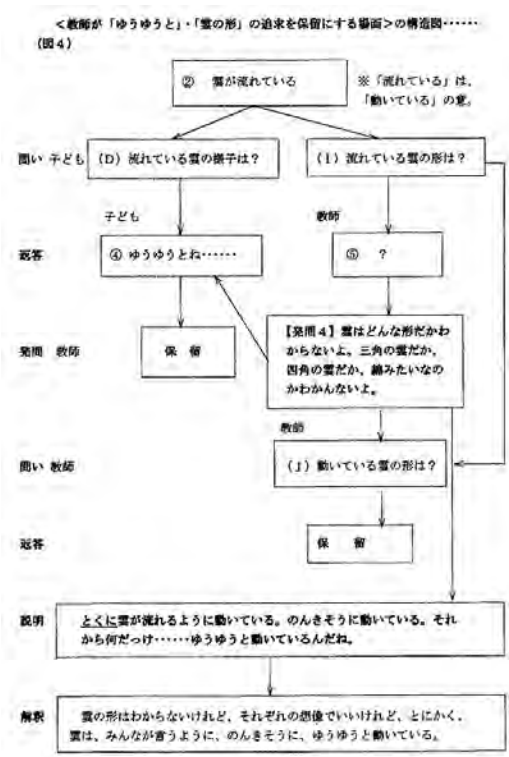 <教師が「ゆうゆうと」・「雲の形」の追求を保留にする場面>の構造図……
(図4)
② 雲が流れている
※「流れている」は、
「動いている」の意。
問い 子ども
(D) 流れている雲の様子は?
(I) 流れている雲の形は?
子ども
教師
返答
④ ゆうゆうとね……
⑤ ?
発問 教師
保 留
【発問4】雲はどんな形だかわ
からないよ。三角の雲だか、
四角の雲だか、綿みたいなの
かわかんないよ。
教師
問い 教師
(J) 動いている雲の形は?
返答
保 留
説明
とくに雲が流れるように動いている。のんきそうに動いている。それ
から何だっけ……ゆうゆうと動いているんだね。
解釈
雲の形はわからないけれど、それぞれの想像でいいけれど、とにかく、
雲は、みんなが言うように、のんきそうに、ゆうゆうと動いている。